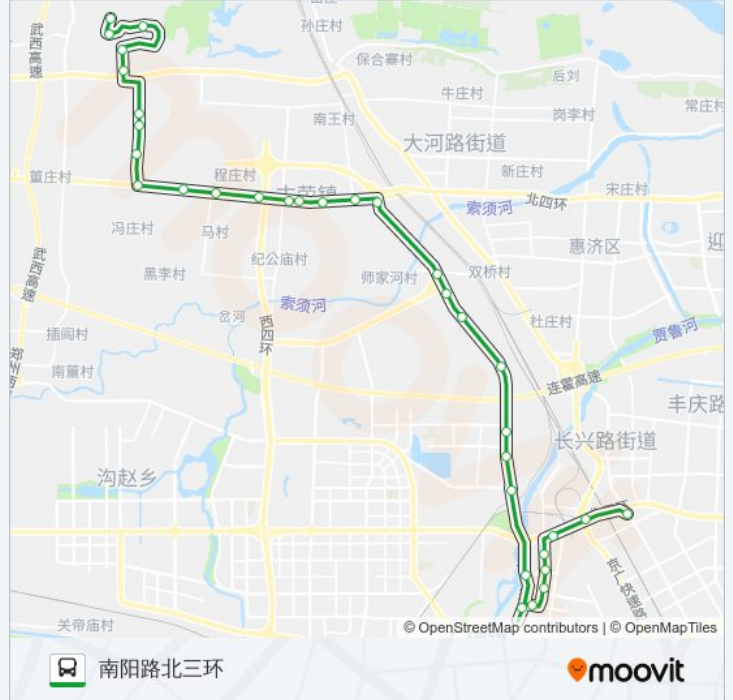 武西高速
孙庄村
保合寨村
后刘
牛庄村
岗李村
常庄村
南王村
大河路街道
董庄村
程庄村
新庄村
古荥镇
宋庄村
索须河
北四环
冯庄村
马村
惠济区
迎
纪公庙村
双桥村
黑李村
师家河村
武西高速
索须河
岔河
西四环
杜庄村
贾鲁河
插阎村
南董村
连霍高速
丰庆路
长兴路街道
沟赵乡
京广快速路
关帝庙村
© OpenStreetMap contributors | © OpenMapTiles
南阳路北三环
moovit